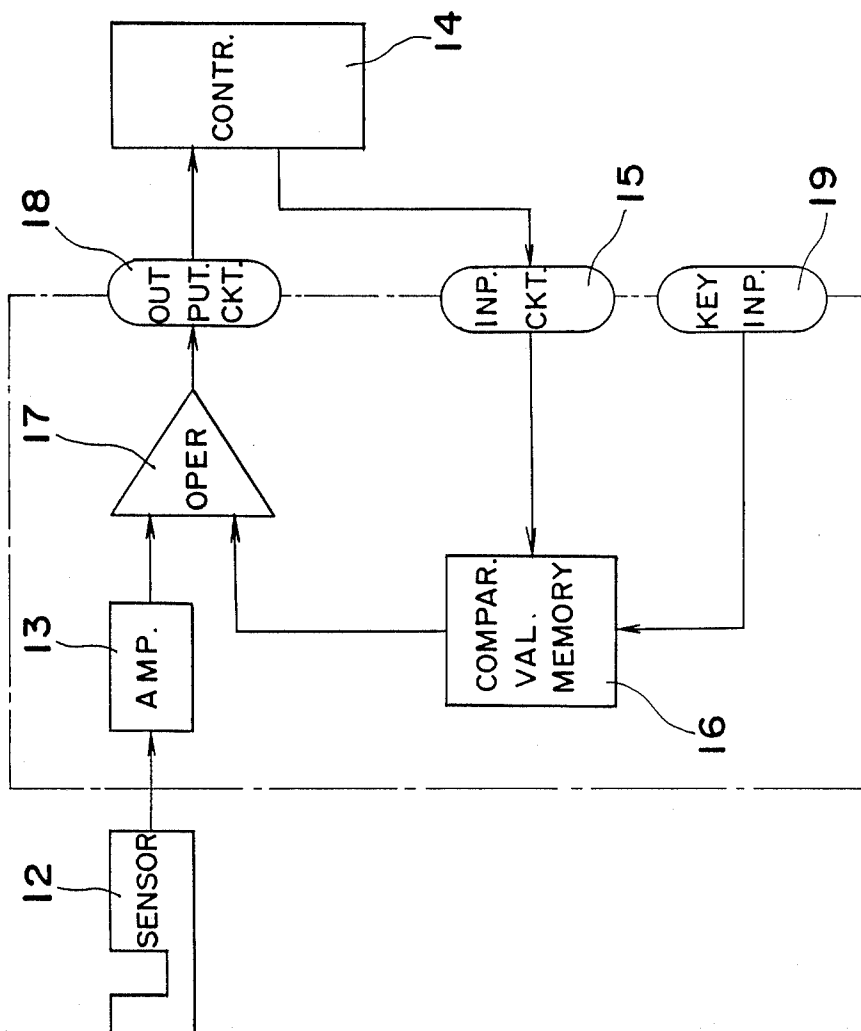 12
SENSOR
13
AMP.
17
OPER
18
OUT
PUT.
CKT.
CONTR.
14
COMPAR.
VAL.
MEMORY
16
INP.
CKT.
15
KEY
INP.
19